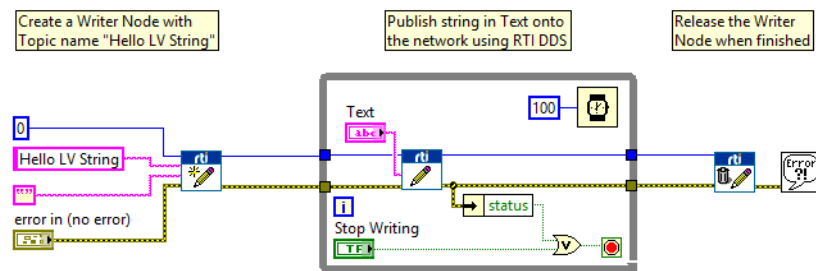 Create a Writer Node with
Topic name "Hello LV String"
Publish string in Text onto
the network using RTI DDS
Release the Writer
Node when finished
Text
abc
100
0
rti
rti
rti
Hello LV String
""
Error
?!
status
i
error in (no error)
Stop Writing
TF
V